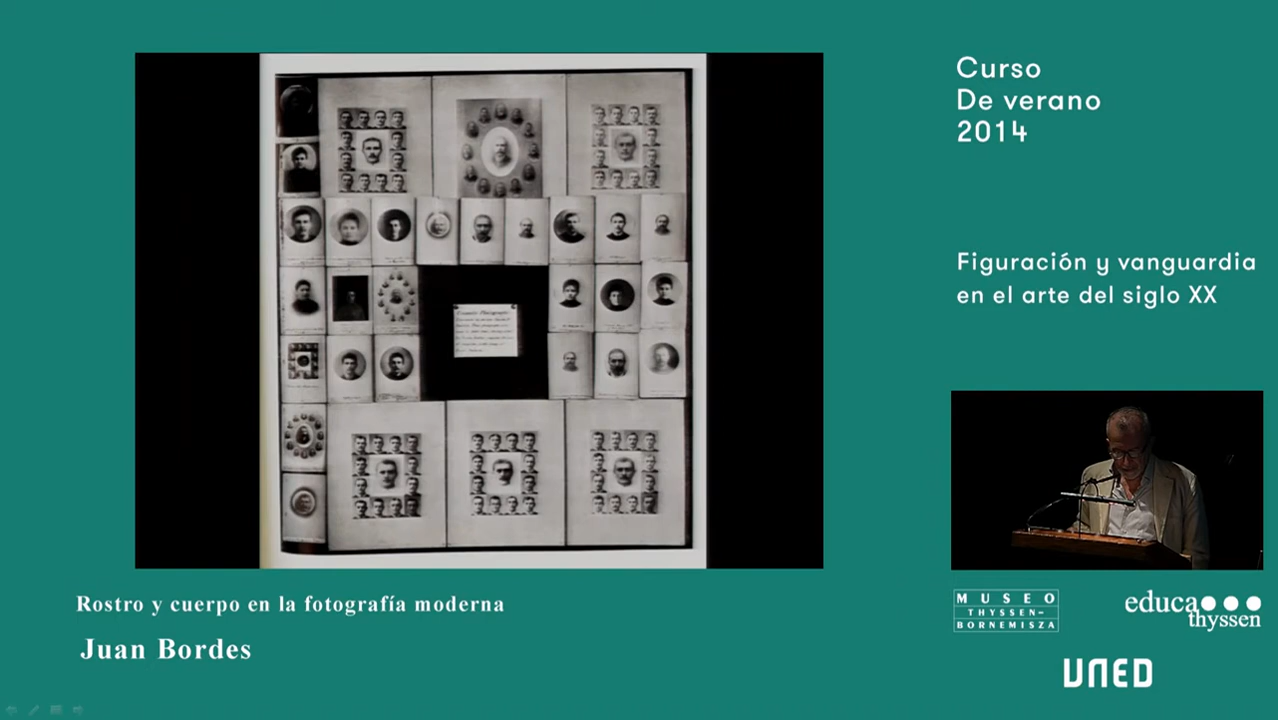 Curso
De verano
2014
Figuración y vanguardia
en el arte del siglo XX
Rostro y cuerpo en la fotografía moderna
Juan Bordes
MUSEO
THYSSEN-
BORNEMISZA
educa
thyssen
UNED